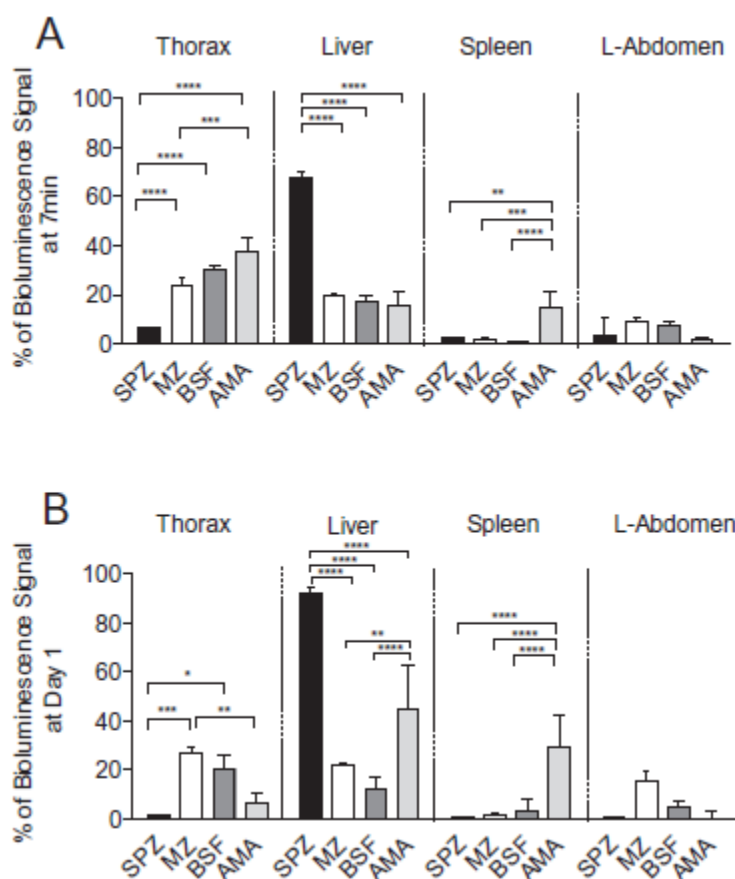 A
Thorax Liver Spleen L-Abdomen
% of Bioluminescence Signal
at 7min
100
80
60
40
20
0
**** *** **** ****
**** **** ****
** *** ****
SPZ MZ BSF AMA SPZ MZ BSF AMA SPZ MZ BSF AMA SPZ MZ BSF AMA
B
Thorax Liver Spleen L-Abdomen
% of Bioluminescence Signal
at Day 1
100
80
60
40
20
0
* *** **
**** **** **** ** ****
**** **** ****
SPZ MZ BSF AMA SPZ MZ BSF AMA SPZ MZ BSF AMA SPZ MZ BSF AMA